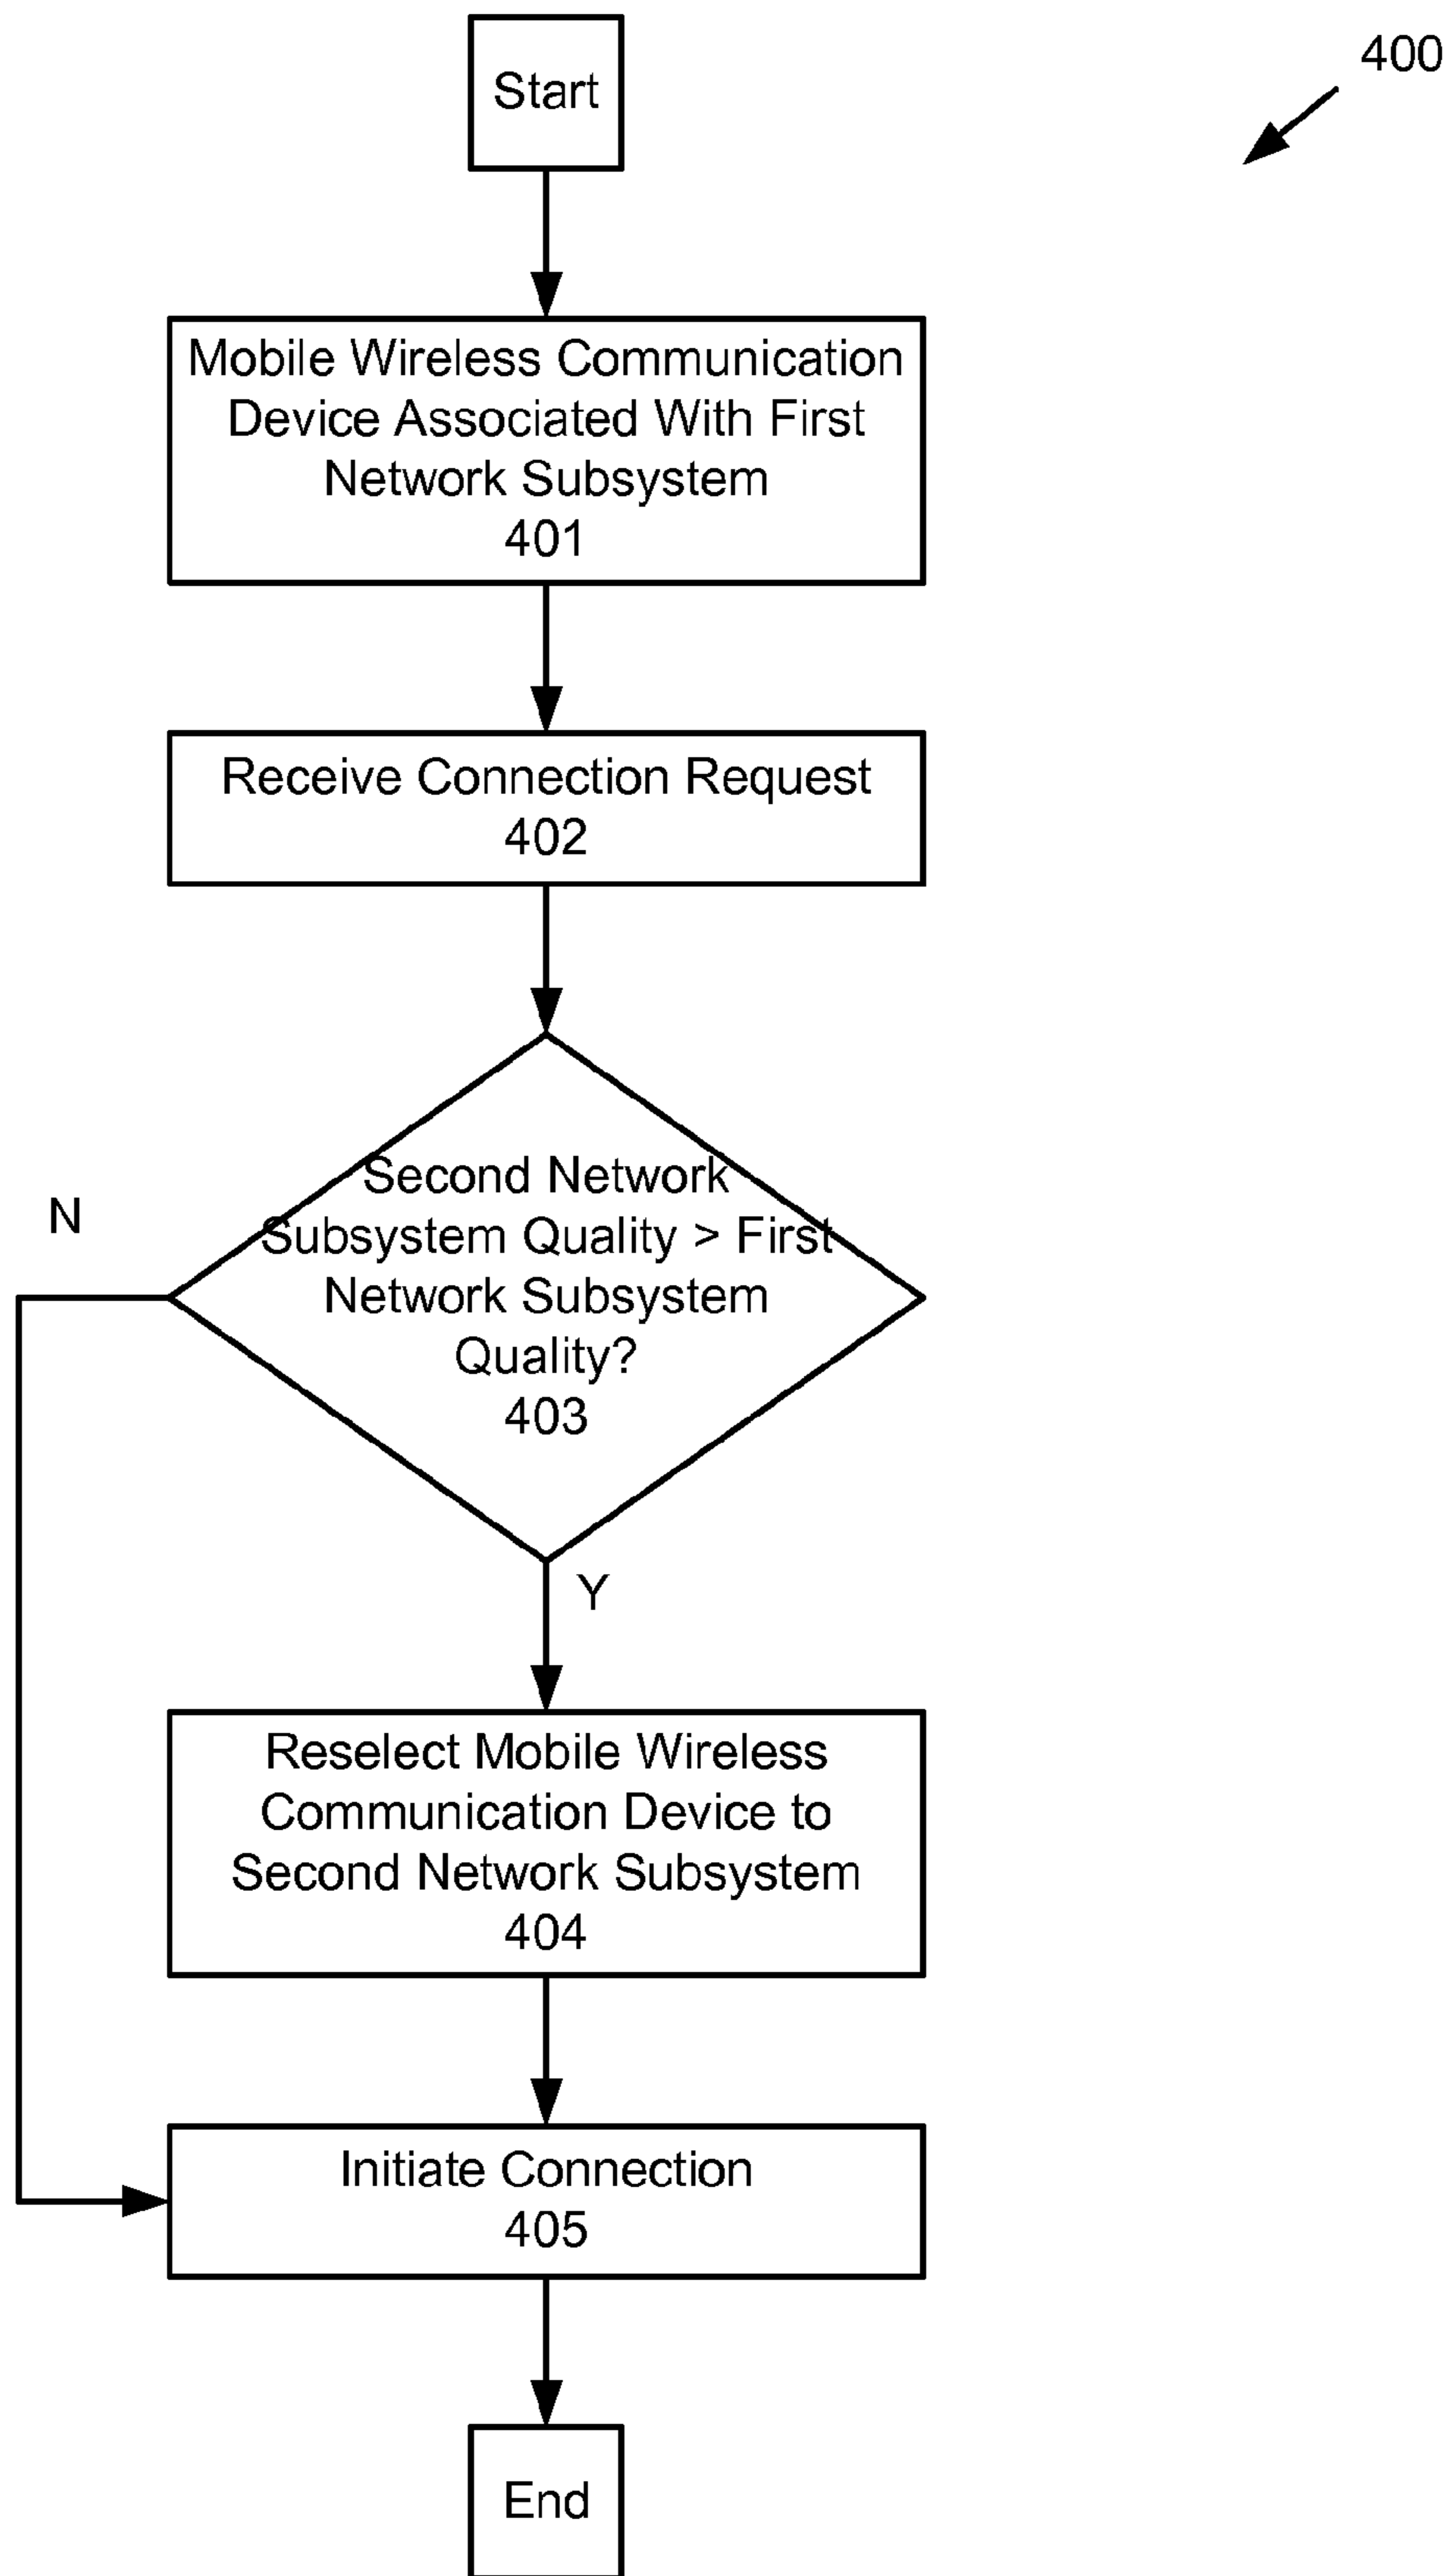 400
Start
Mobile Wireless Communication
Device Associated With First
Network Subsystem
401
Receive Connection Request
402
Second Network
Subsystem Quality > First
Network Subsystem
Quality?
403
N
Y
Reselect Mobile Wireless
Communication Device to
Second Network Subsystem
404
Initiate Connection
405
End